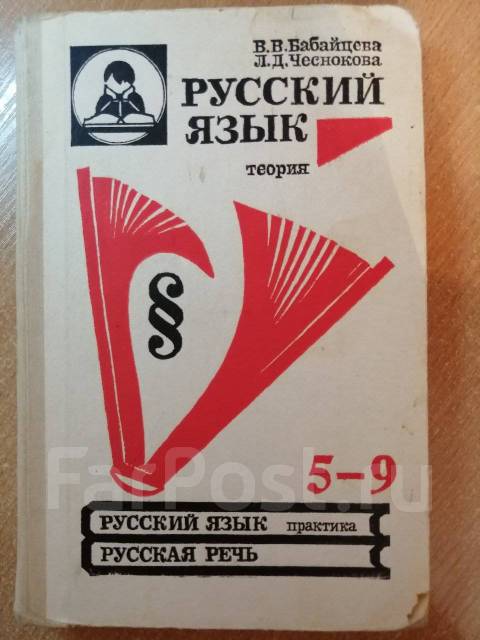 В.В.Бабайцева
Л.Д.Чеснокова
РУССКИЙ
ЯЗЫК
теория
§
5-9
FarPost.ru
РУССКИЙ ЯЗЫК практика
РУССКАЯ РЕЧЬ